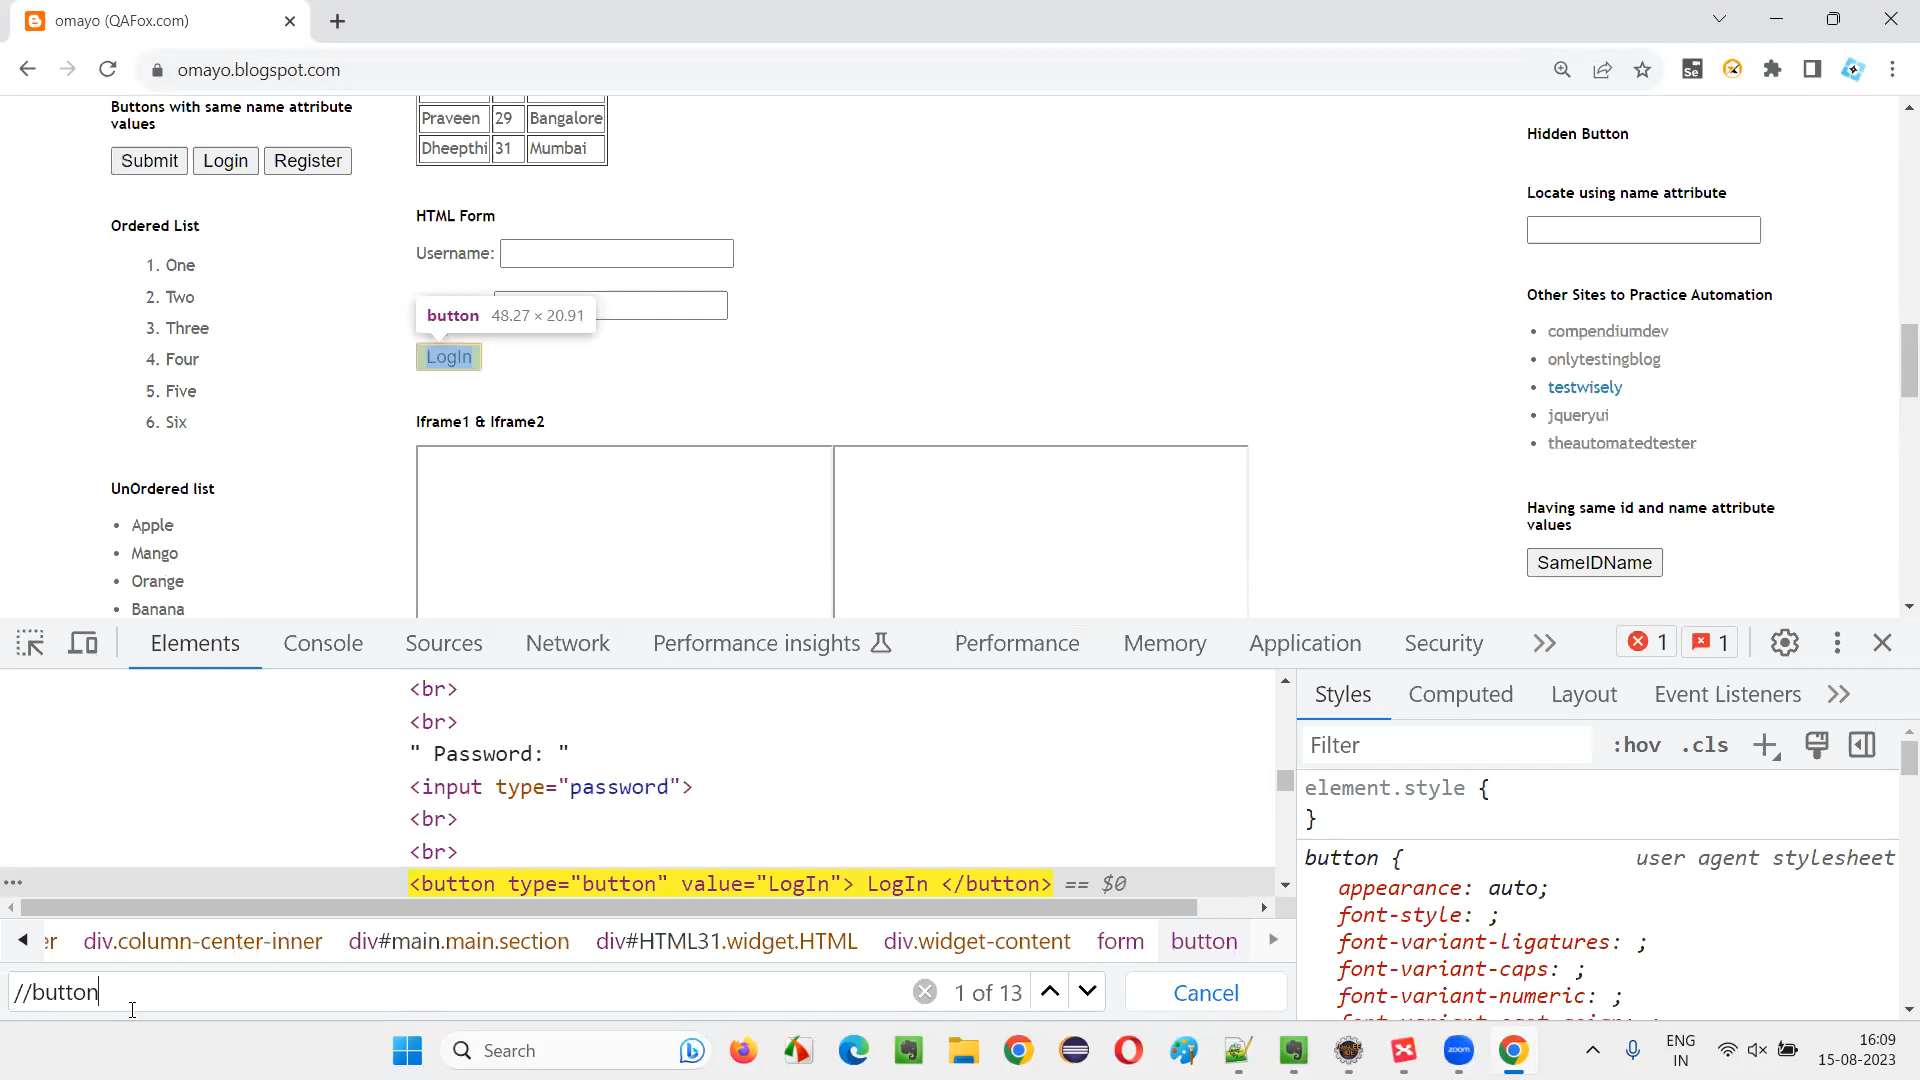 omayo (QAFox.com)
omayo.blogspot.com
Buttons with same name attribute
values
Submit Login Register
Ordered List
1. One
2. Two
3. Three
4. Four
5. Five
6. Six
UnOrdered list
• Apple
• Mango
• Orange
• Banana
Praveen 29 Bangalore
Dheepthi 31 Mumbai
HTML Form
Username:
button 48.27 × 20.91
LogIn
Iframe1 & Iframe2
Hidden Button
Locate using name attribute
Other Sites to Practice Automation
• compendiumdev
• onlytestingblog
• testwisely
• jqueryui
• theautomatedtester
Having same id and name attribute
values
SameIDName
Elements Console Sources Network Performance insights Performance Memory Application Security 1 1
<br>
<br>
" Password: "
<input type="password">
<br>
<br>
... <button type="button" value="LogIn"> LogIn </button> == $0
er div.column-center-inner div#main.main.section div#HTML31.widget.HTML div.widget-content form button
//button 1 of 13 Cancel
Styles Computed Layout Event Listeners
Filter :hov .cls
element.style {
}
button { user agent stylesheet
appearance: auto;
font-style: ;
font-variant-ligatures: ;
font-variant-caps: ;
font-variant-numeric: ;
Search
zoom
ENG
IN
16:09
15-08-2023